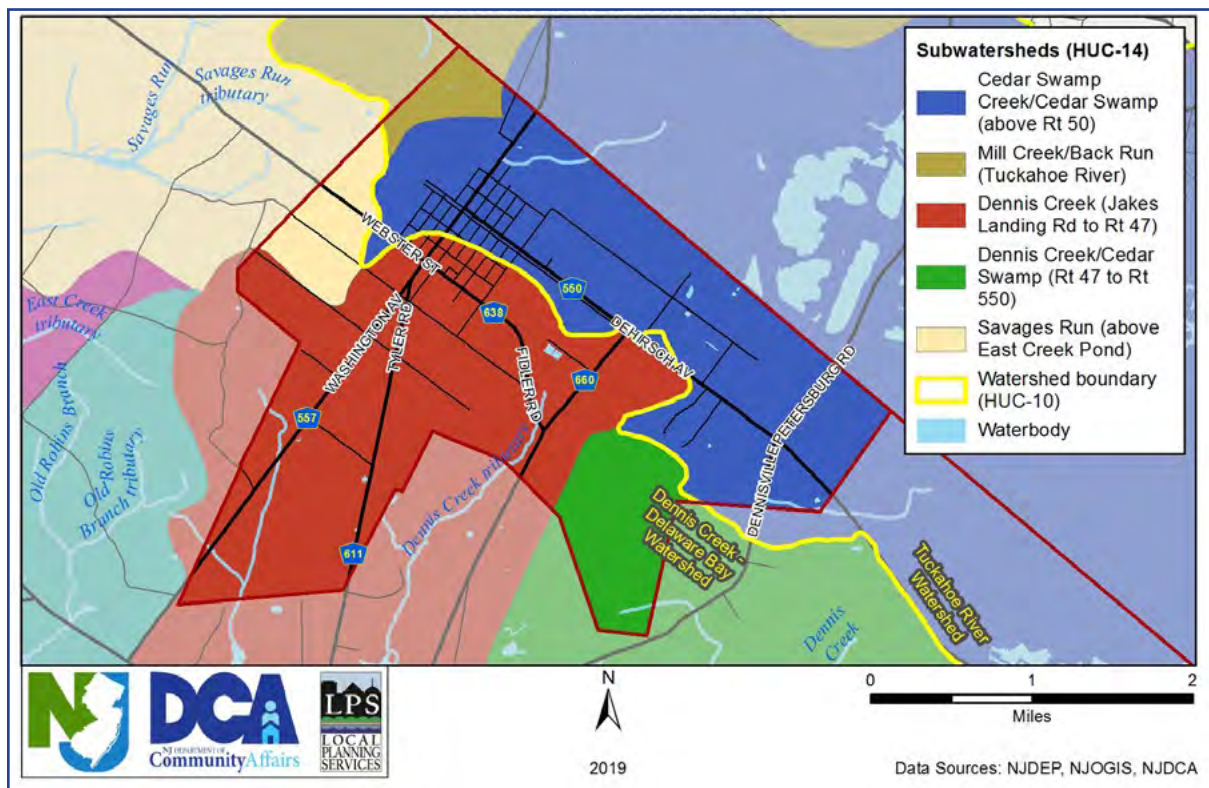 Savages Run
Savages Run
tributary
East Creek
tributary
Old Robins Branch
Old Robins
Branch tributary
Dennis Creek tributary
Dennis
Creek
WEBSTER ST
WASHINGTON AV
TYLER RD
FIDLER RD
DEHIRSCH AV
DENNISVILLE PETERSBURG RD
550
638
660
557
611
Dennis Creek -
Delaware Bay
Watershed
Tuckahoe River
Watershed
Subwatersheds (HUC-14)
Cedar Swamp
Creek/Cedar Swamp
(above Rt 50)
Mill Creek/Back Run
(Tuckahoe River)
Dennis Creek (Jakes
Landing Rd to Rt 47)
Dennis Creek/Cedar
Swamp (Rt 47 to Rt
550)
Savages Run (above
East Creek Pond)
Watershed boundary
(HUC-10)
Waterbody
NJ
DCA
NJ DEPARTMENT OF
CommunityAffairs
LPS
LOCAL
PLANNING
SERVICES
N
2019
0 1 2
Miles
Data Sources: NJDEP, NJOGIS, NJDCA